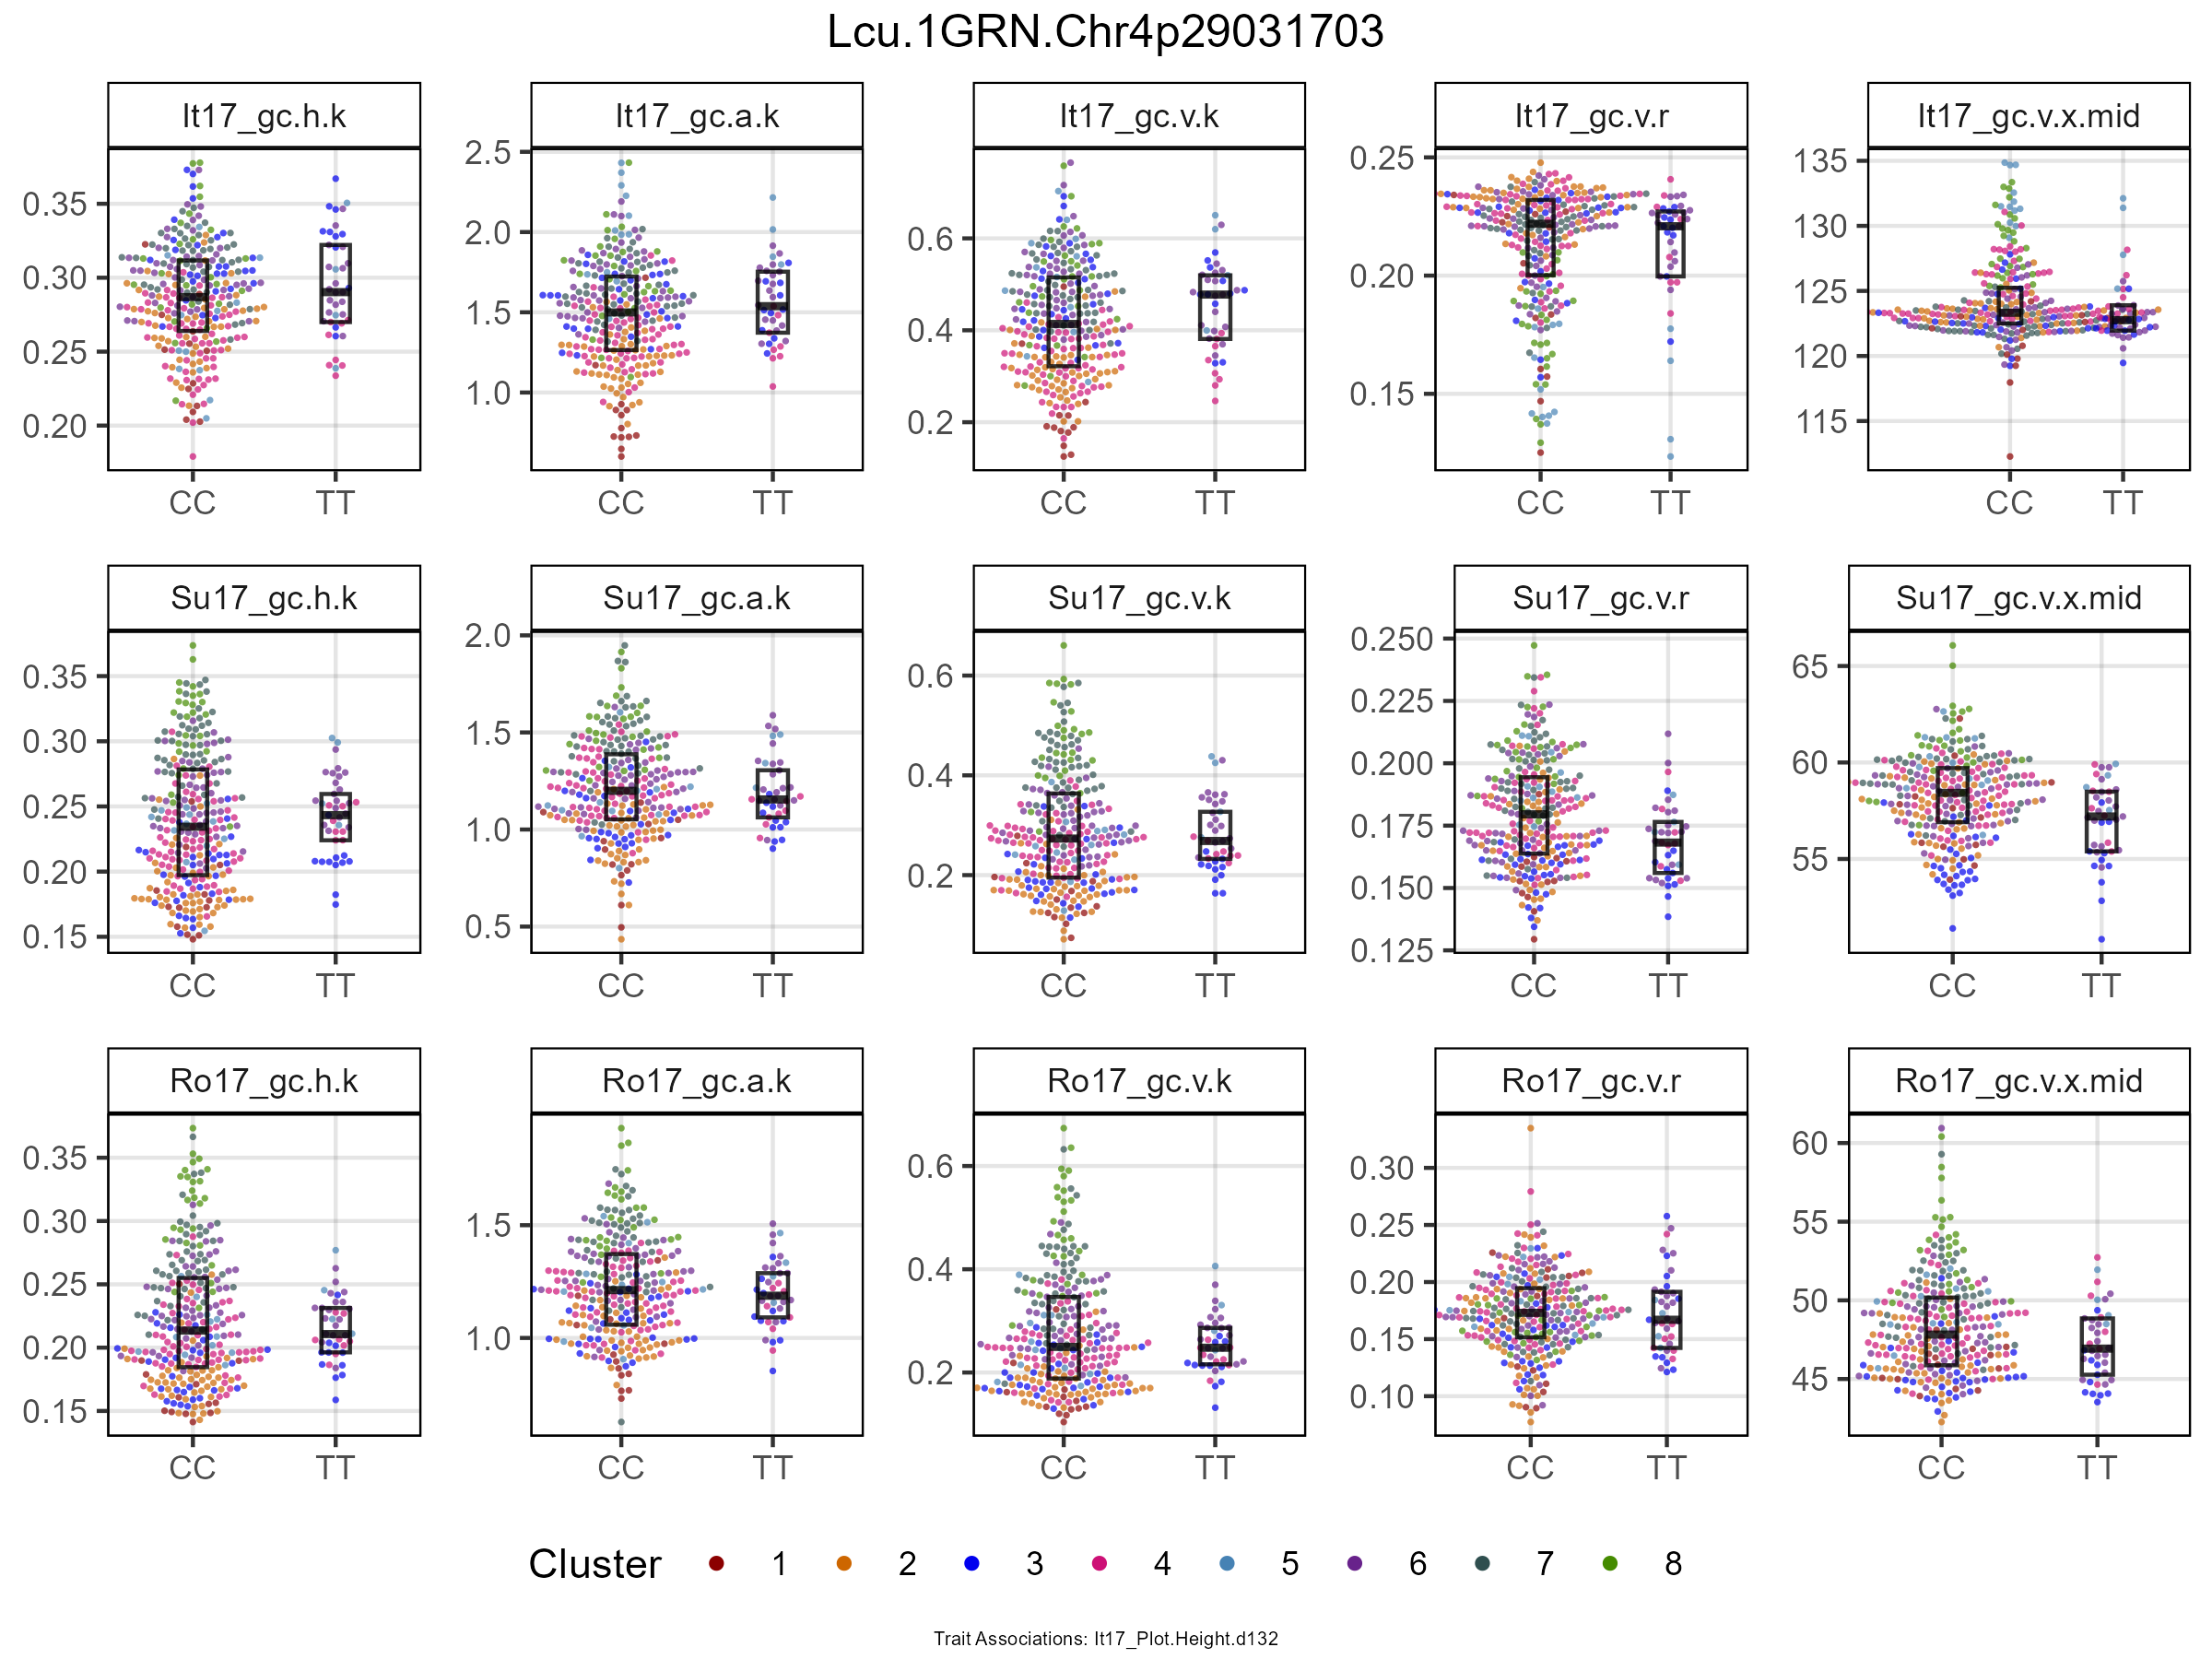 Lcu.1GRN.Chr4p29031703
It17_gc.h.k It17_gc.a.k It17_gc.v.k It17_gc.v.r It17_gc.v.x.mid
0.35 0.30 0.25 0.20
2.5 2.0 1.5 1.0
0.6 0.4 0.2
0.25 0.20 0.15
135 130 125 120 115
CC TT CC TT CC TT CC TT CC TT
Su17_gc.h.k Su17_gc.a.k Su17_gc.v.k Su17_gc.v.r Su17_gc.v.x.mid
0.35 0.30 0.25 0.20 0.15
2.0 1.5 1.0 0.5
0.6 0.4 0.2
0.250 0.225 0.200 0.175 0.150 0.125
65 60 55
CC TT CC TT CC TT CC TT CC TT
Ro17_gc.h.k Ro17_gc.a.k Ro17_gc.v.k Ro17_gc.v.r Ro17_gc.v.x.mid
0.35 0.30 0.25 0.20 0.15
1.5 1.0
0.6 0.4 0.2
0.30 0.25 0.20 0.15 0.10
60 55 50 45
CC TT CC TT CC TT CC TT CC TT
Cluster 1 2 3 4 5 6 7 8
Trait Associations: It17_Plot.Height.d132